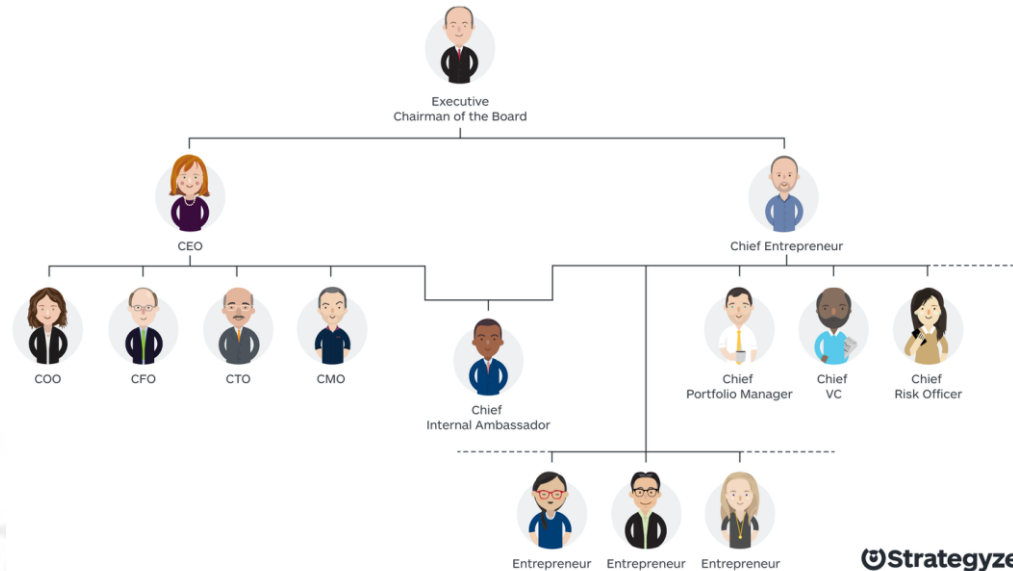 Executive
Chairman of the Board
CEO
Chief Entrepreneur
COO
CFO
CTO
CMO
Chief
Internal Ambassador
Chief
Portfolio Manager
Chief
VC
Chief
Risk Officer
Entrepreneur
Entrepreneur
Entrepreneur
Strategyze